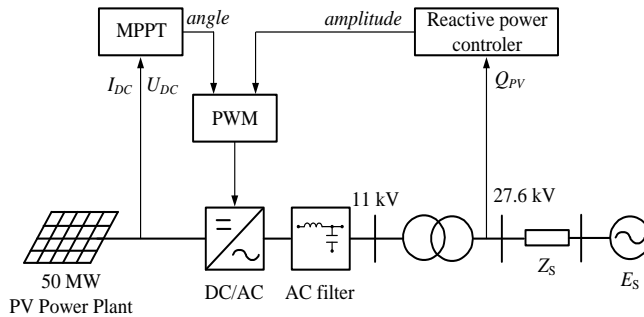 MPPT
angle
amplitude
Reactive power
controler
I_DC U_DC
Q_PV
PWM
11 kV
27.6 kV
50 MW
PV Power Plant
DC/AC
AC filter
Z_S
E_S